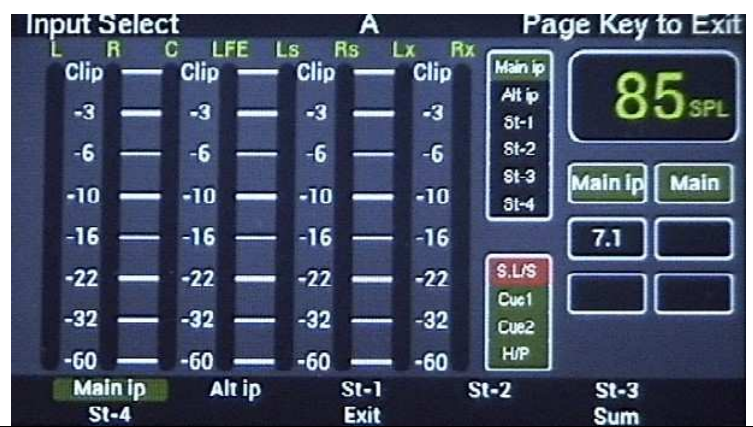 Input Select A Page Key to Exit
L R C LFE Ls Rs Lx Rx
Clip Clip Clip Clip
-3 -3 -3 -3
-6 -6 -6 -6
-10 -10 -10 -10
-16 -16 -16 -16
-22 -22 -22 -22
-32 -32 -32 -32
-60 -60 -60 -60
Main ip
Alt ip
St-1
St-2
St-3
St-4
S.L/S
Cue1
Cue2
H/P
85 SPL
Main ip Main
7.1
Main ip Alt ip St-1 St-2 St-3
St-4 Exit Sum